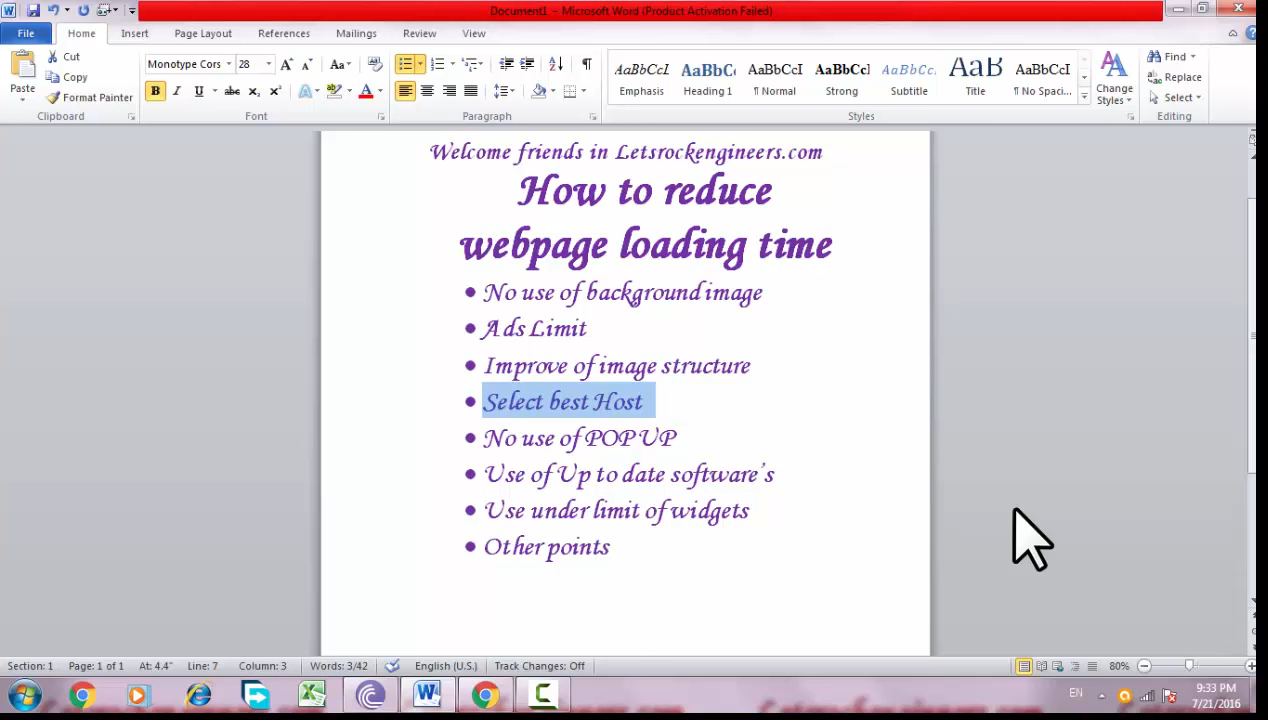 Document1 - Microsoft Word (Product Activation Failed)
File Home Insert Page Layout References Mailings Review View
Paste
Cut
Copy
Format Painter
Clipboard
Monotype Cors 28
B I U abc x₂ x² A A
Font
Paragraph
AaBbCcI AaBbC AaBbCcI AaBbCcI AaBbCc. AaB AaBbCcI
Emphasis Heading 1 ¶ Normal Strong Subtitle Title ¶ No Spaci...
Change Styles
Styles
Find
Replace
Select
Editing
Welcome friends in Letsrockengineers.com
How to reduce
webpage loading time
• No use of background image
• Ads Limit
• Improve of image structure
• Select best Host
• No use of POP UP
• Use of Up to date software's
• Use under limit of widgets
• Other points
Section: 1 Page: 1 of 1 At: 4.4" Line: 7 Column: 3 Words: 3/42 English (U.S.) Track Changes: Off 80%
EN 9:33 PM
7/21/2016